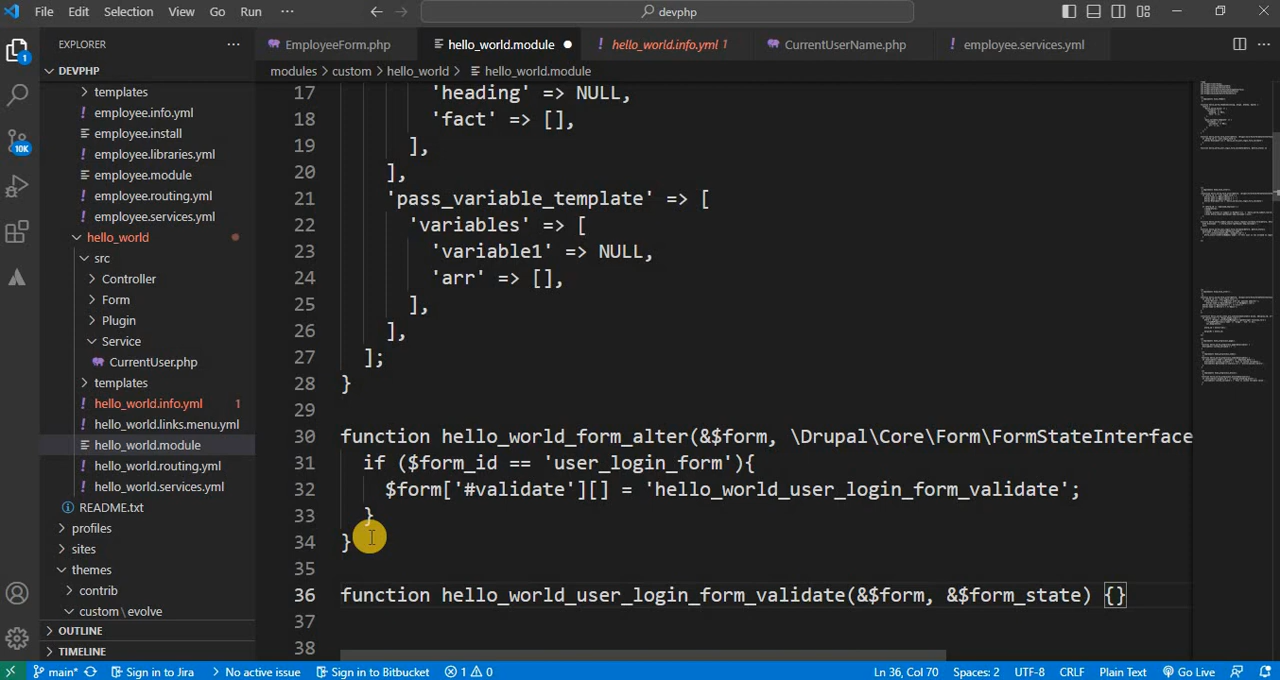 File Edit Selection View Go Run ··· devphp
EXPLORER ···
EmployeeForm.php hello_world.module ● hello_world.info.yml 1 CurrentUserName.php employee.services.yml
DEVPHP
modules > custom > hello_world > hello_world.module
templates
employee.info.yml
employee.install
employee.libraries.yml
employee.module
employee.routing.yml
employee.services.yml
hello_world
src
Controller
Form
Plugin
Service
CurrentUser.php
templates
hello_world.info.yml 1
hello_world.links.menu.yml
hello_world.module
hello_world.routing.yml
hello_world.services.yml
README.txt
profiles
sites
themes
contrib
custom \ evolve
OUTLINE
TIMELINE
17 'heading' => NULL,
18 'fact' => [],
19 ],
20 ],
21 'pass_variable_template' => [
22 'variables' => [
23 'variable1' => NULL,
24 'arr' => [],
25 ],
26 ],
27 ];
28 }
29
30 function hello_world_form_alter(&$form, \Drupal\Core\Form\FormStateInterface
31 if ($form_id == 'user_login_form'){
32 $form['#validate'][] = 'hello_world_user_login_form_validate';
33 }
34 }
35
36 function hello_world_user_login_form_validate(&$form, &$form_state) {}
37
38
1
10K
main* Sign in to Jira No active issue Sign in to Bitbucket 1 0 Ln 36, Col 70 Spaces: 2 UTF-8 CRLF Plain Text Go Live